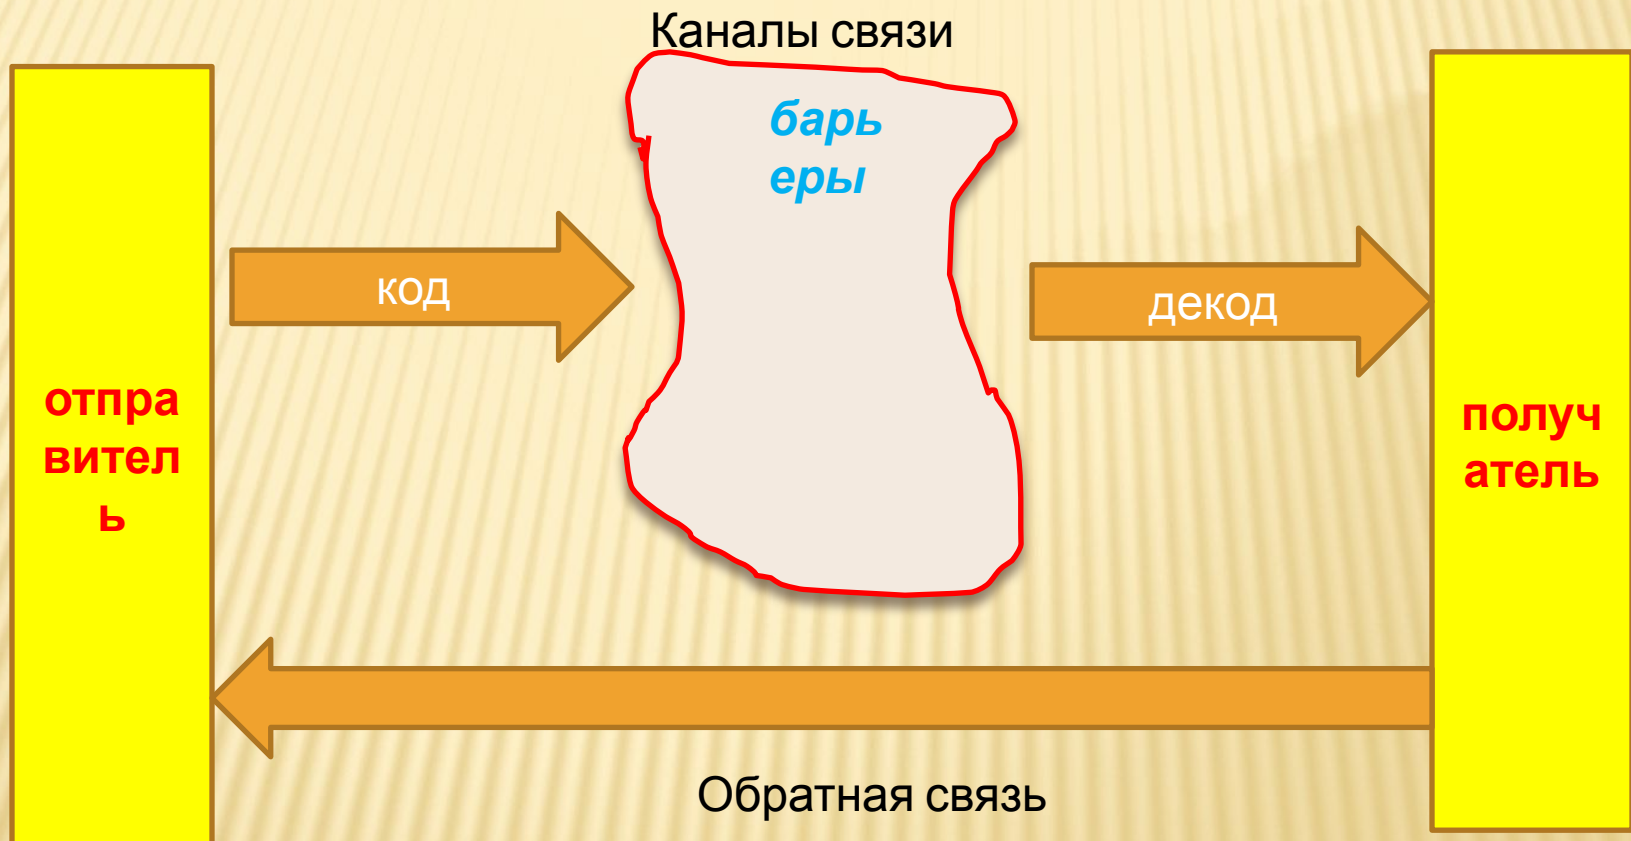 Каналы связи
барь
еры
код
декод
отпра
вител
ь
получ
атель
Обратная связь